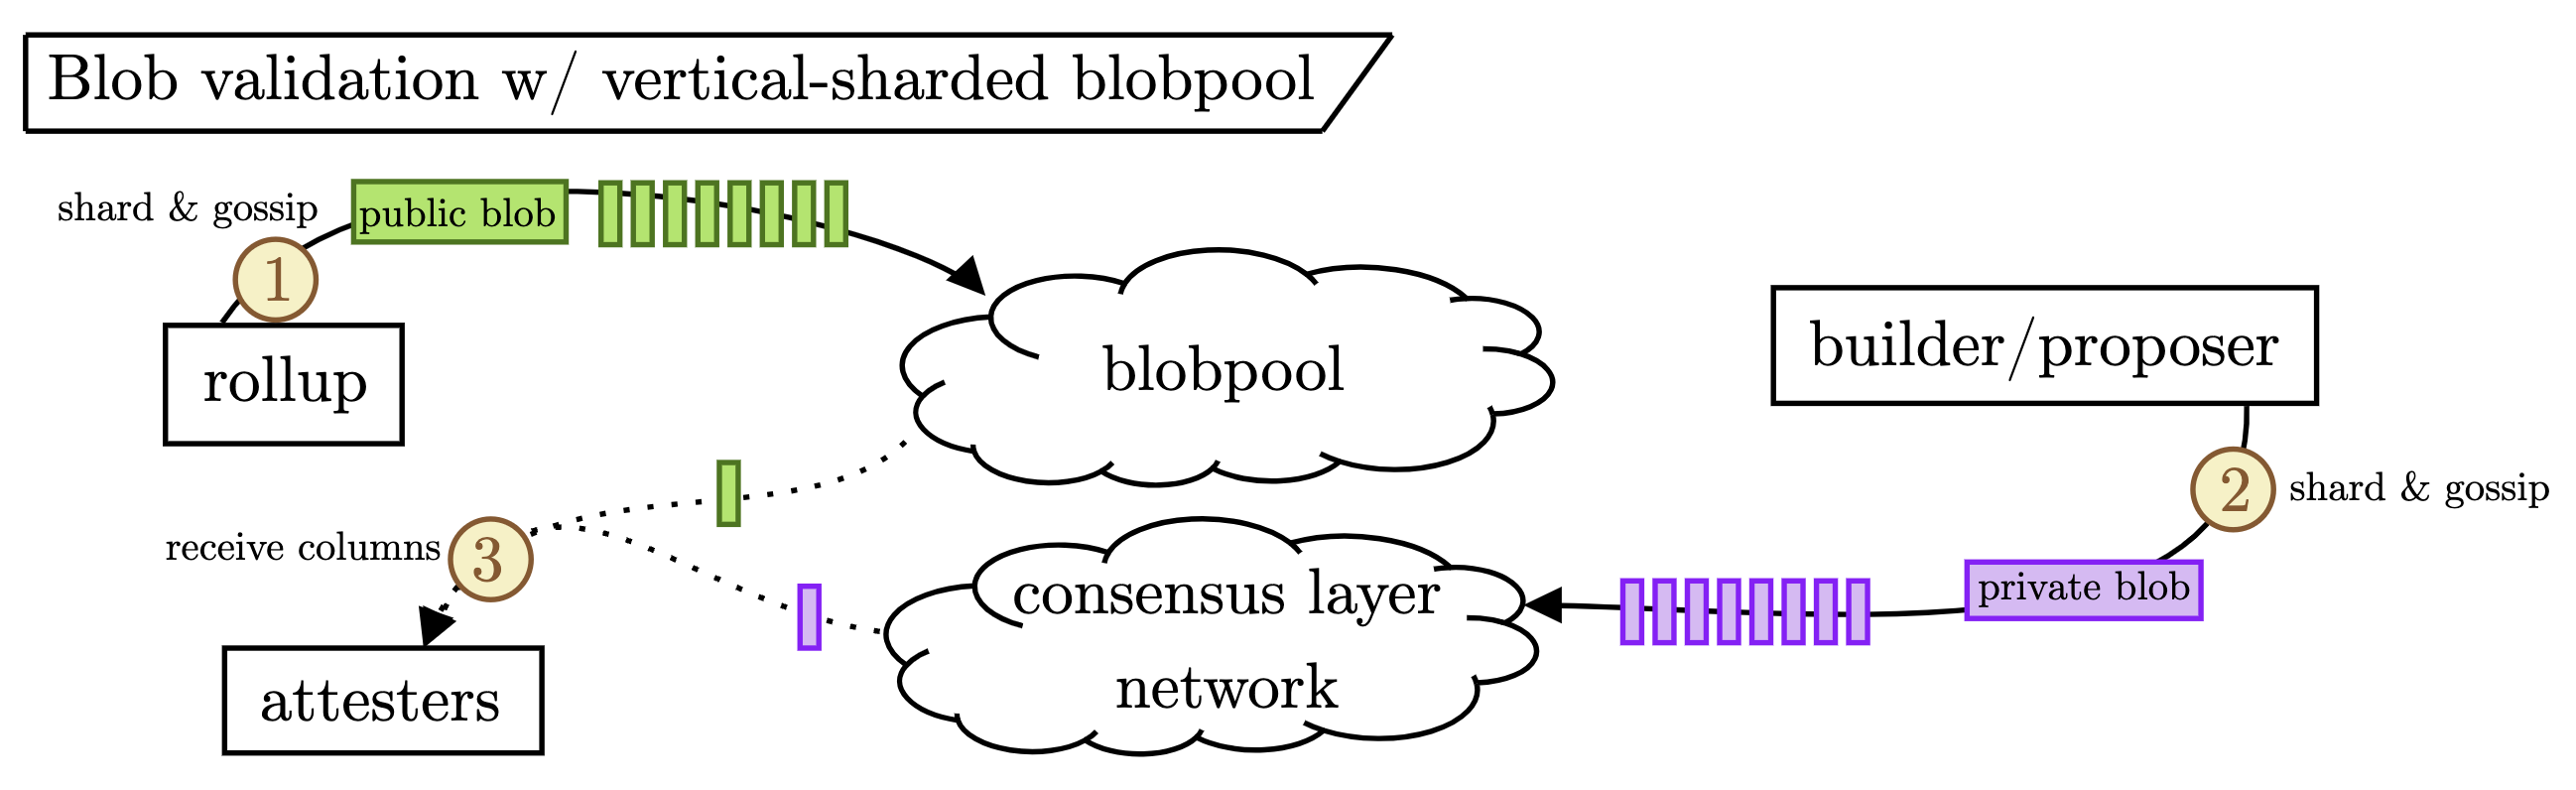 Blob validation w/ vertical-sharded blobpool
shard & gossip
public blob
1
rollup
blobpool
builder/proposer
2
shard & gossip
private blob
receive columns
3
consensus layer
network
attesters